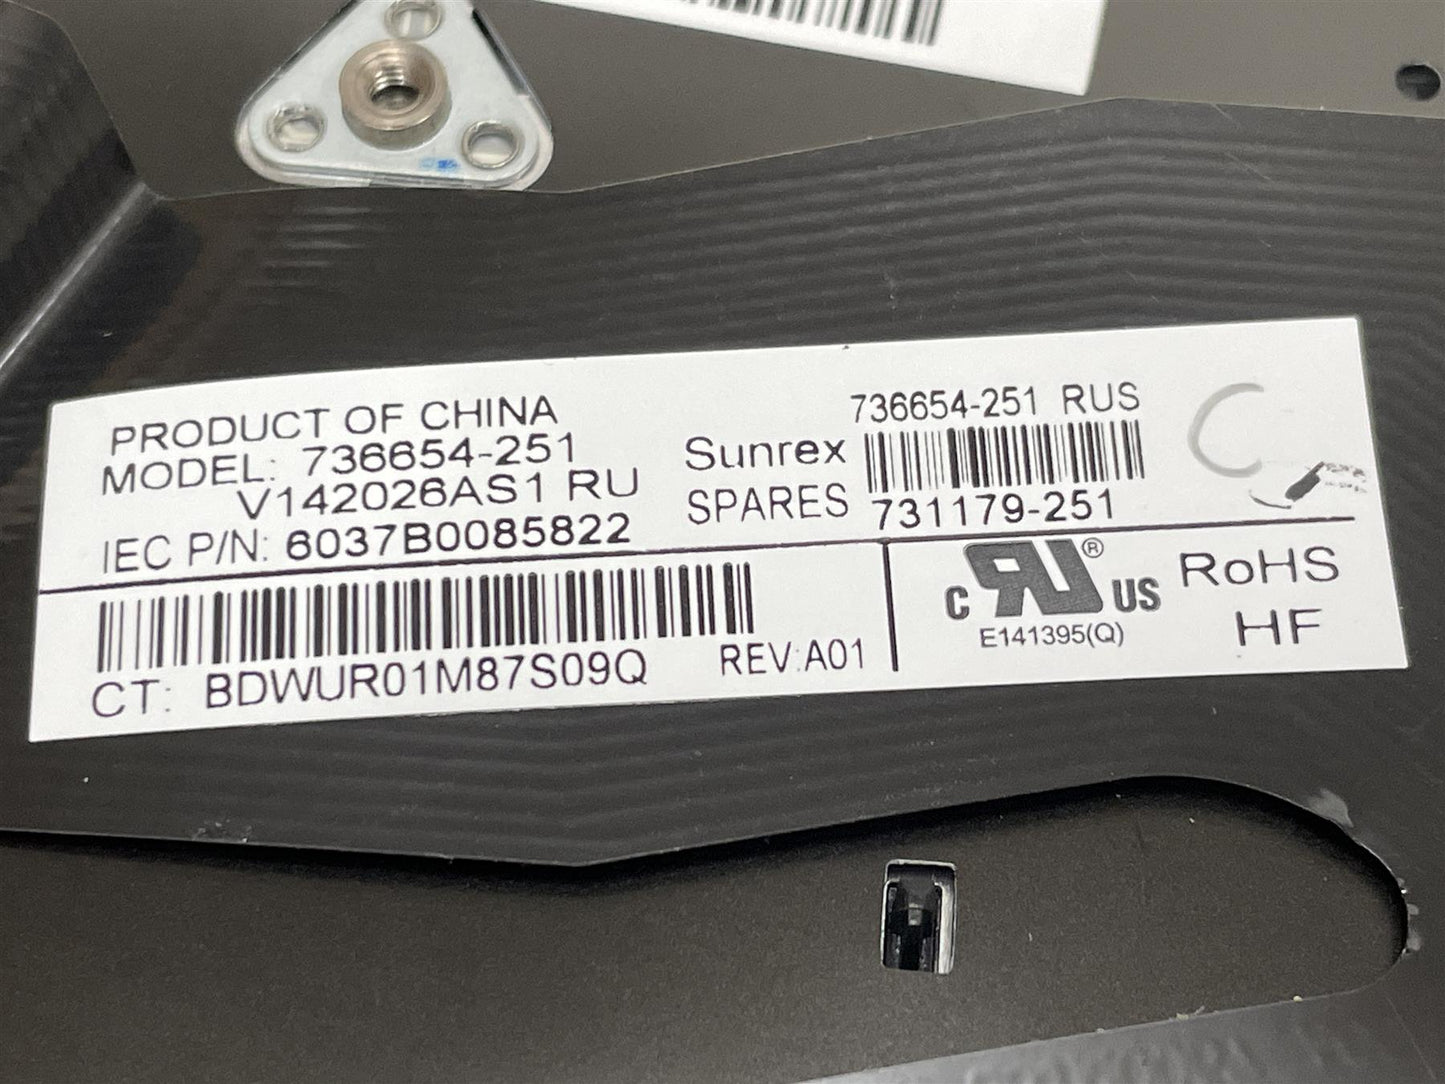 PRODUCT OF CHINA
MODEL: 736654-251
V142026AS1 RU
IEC P/N: 6037B0085822
736654-251 RUS
Sunrex
SPARES 731179-251
C
CT: BDWUR01M87S09Q
REV:A01
c RU® US
E141395(Q)
RoHS
HF